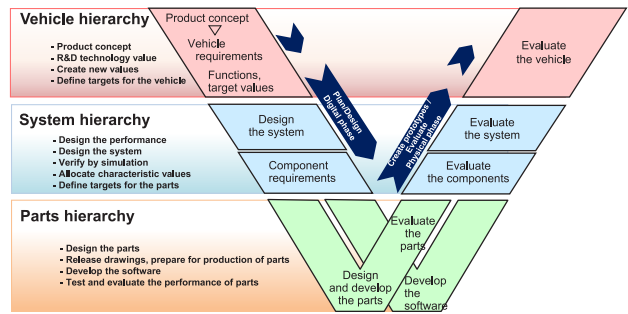 Vehicle hierarchy
- Product concept
- R&D technology value
- Create new values
- Define targets for the vehicle
Product concept
Vehicle
requirements
Functions,
target values
Evaluate
the vehicle
Plan/Design
Digital phase
Create prototypes /
Evaluate
Physical phase
System hierarchy
- Design the performance
- Design the system
- Verify by simulation
- Allocate characteristic values
- Define targets for the parts
Design
the system
Component
requirements
Evaluate
the system
Evaluate
the components
Parts hierarchy
- Design the parts
- Release drawings, prepare for production of parts
- Develop the software
- Test and evaluate the performance of parts
Evaluate
the
parts
Design
and develop
the parts
Develop
the
software